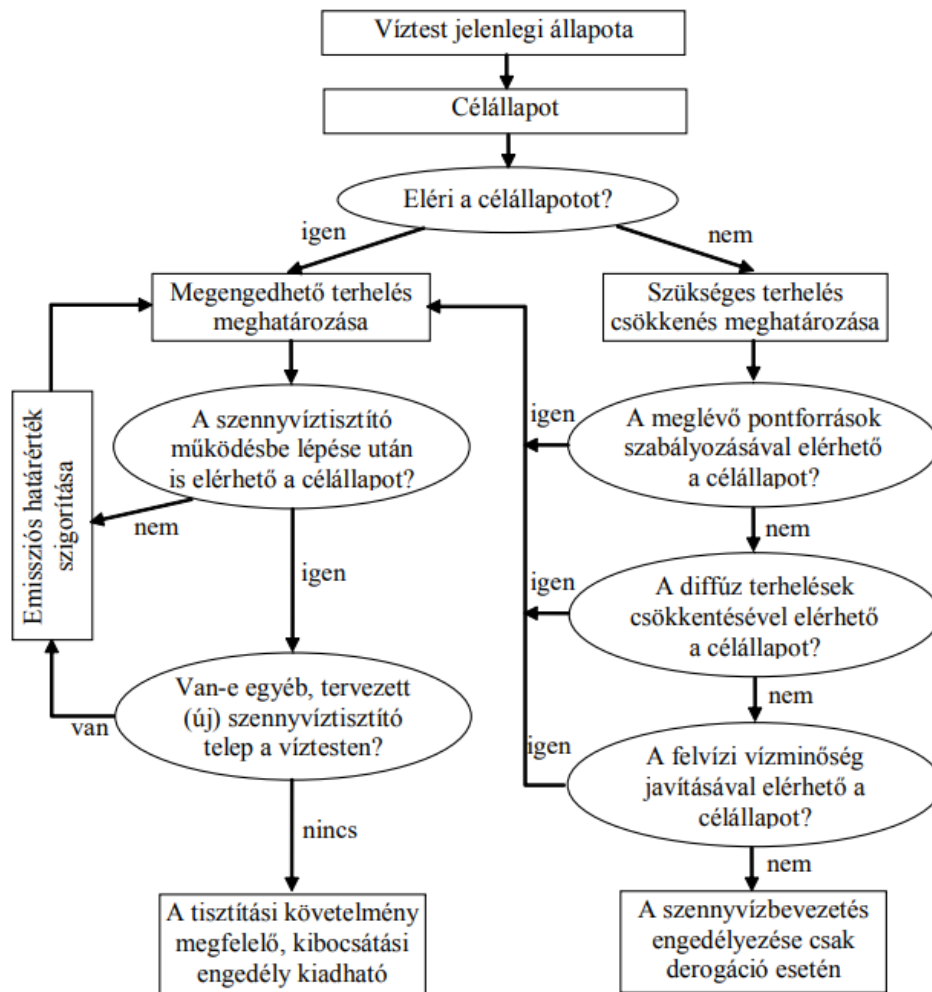 Víztest jelenlegi állapota
Célállapot
Eléri a célállapotot?
igen
nem
Megengedhető terhelés
meghatározása
Szükséges terhelés
csökkenés meghatározása
A szennyvíztisztító
működésbe lépése után
is elérhető a célállapot?
nem
igen
Emissziós határérték
szigorítása
Van-e egyéb, tervezett
(új) szennyvíztisztító
telep a víztesten?
van
nincs
A tisztítási követelmény
megfelelő, kibocsátási
engedély kiadható
igen
A meglévő pontforrások
szabályozásával elérhető
a célállapot?
nem
igen
A diffúz terhelések
csökkentésével elérhető
a célállapot?
nem
igen
A felvízi vízminőség
javításával elérhető a
célállapot?
nem
A szennyvízbevezetés
engedélyezése csak
derogáció esetén